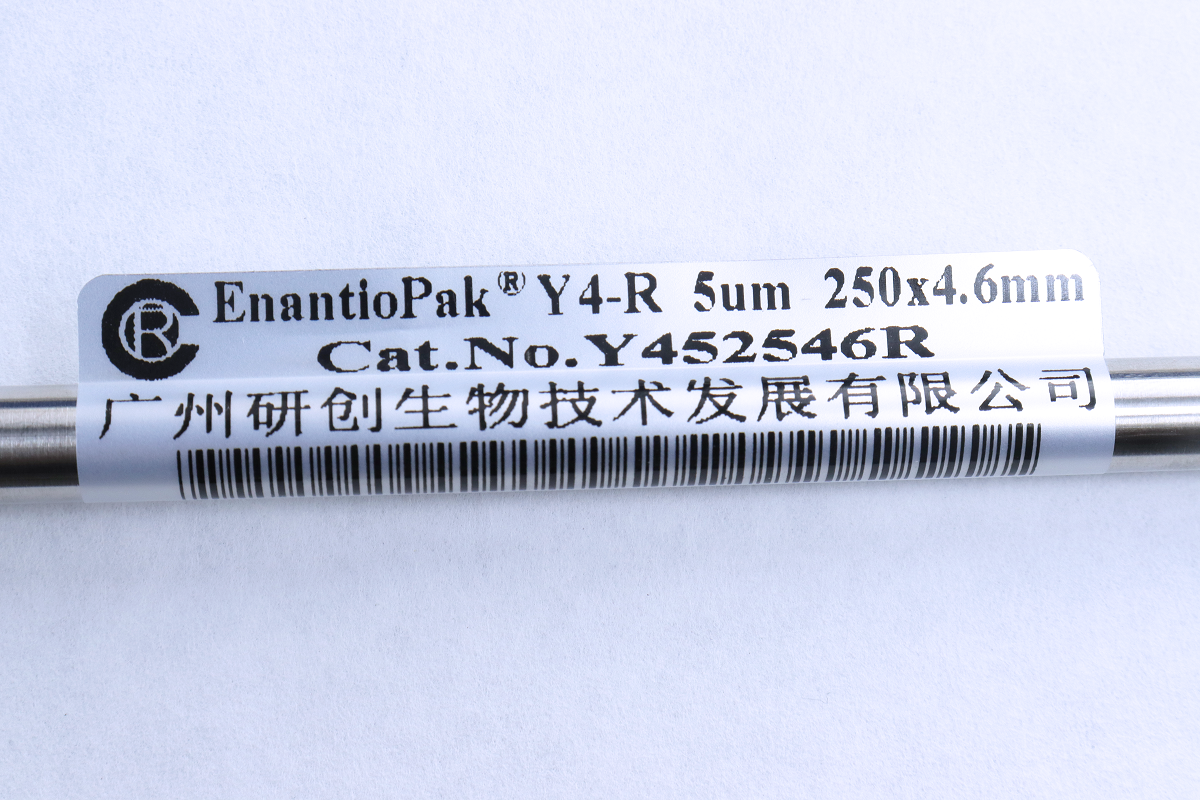 EnantioPak® Y4-R 5um 250x4.6mm
Cat.No.Y452546R
广州研创生物技术发展有限公司